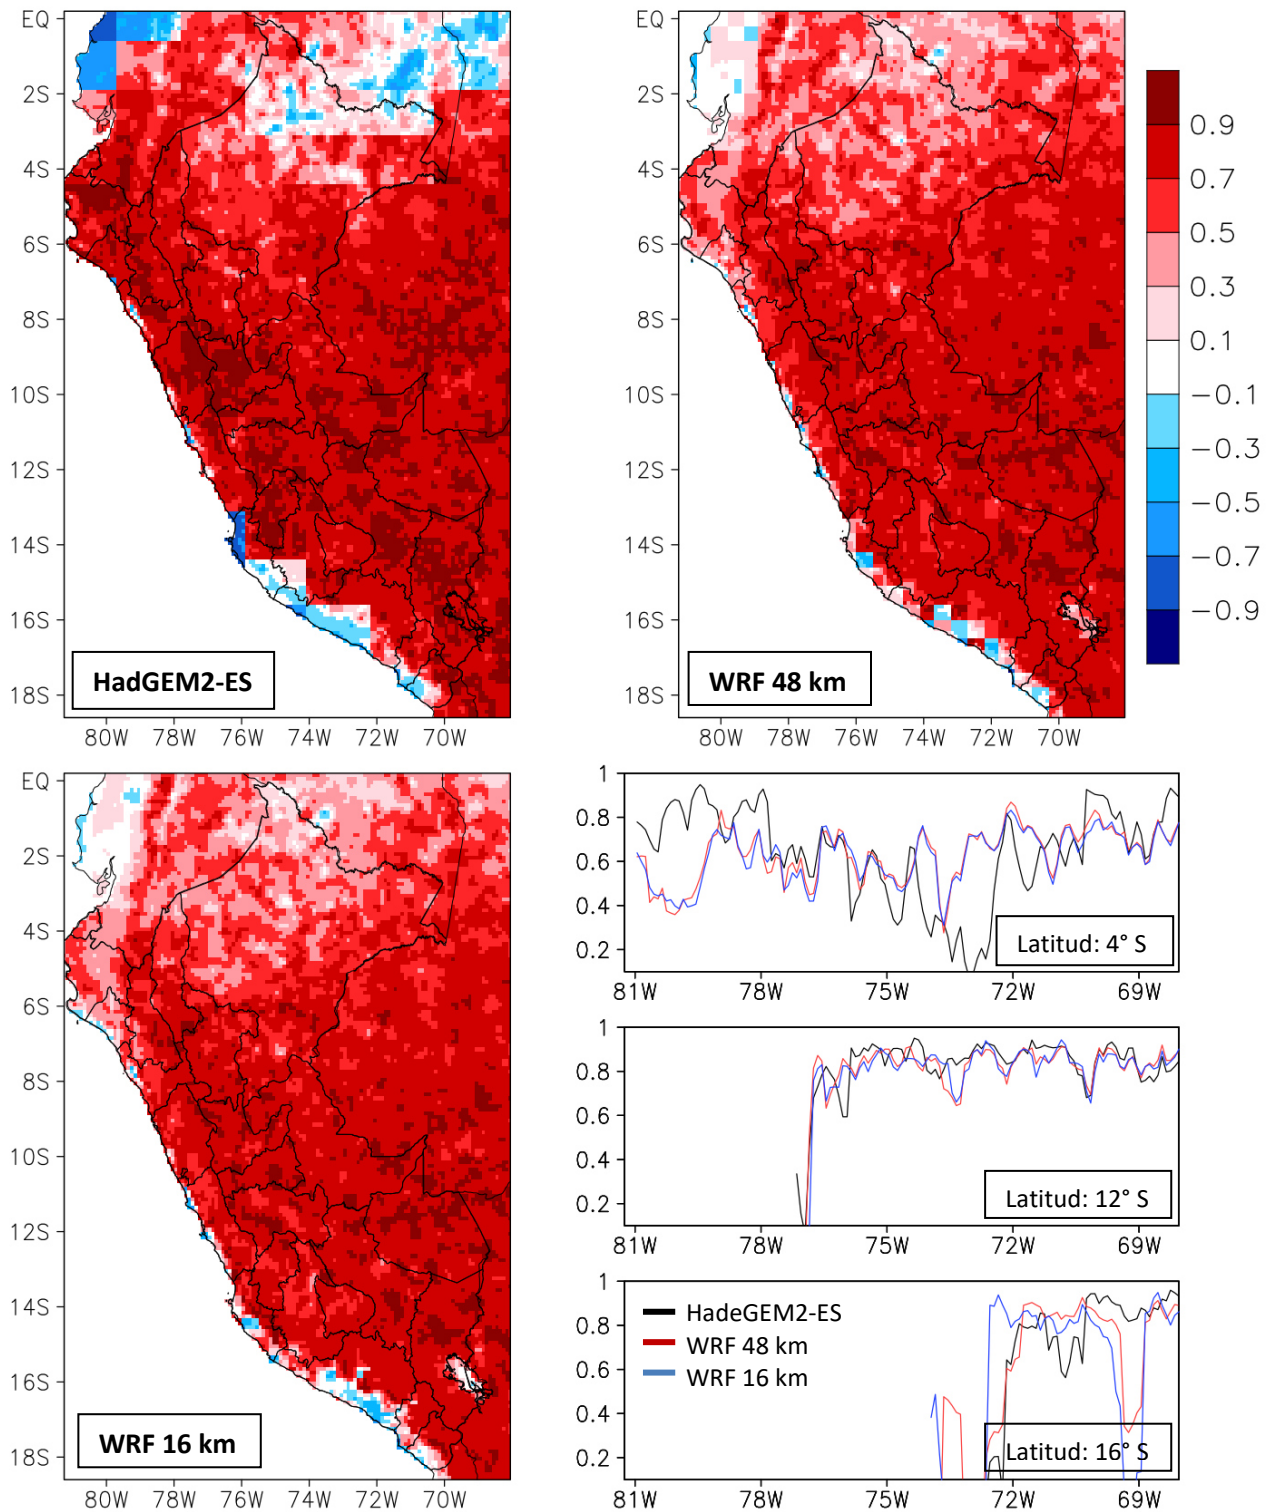 EQ
2S
4S
6S
8S
10S
12S
14S
16S
18S
HadGEM2-ES
80W 78W 76W 74W 72W 70W
EQ
2S
4S
6S
8S
10S
12S
14S
16S
18S
WRF 48 km
80W 78W 76W 74W 72W 70W
0.9
0.7
0.5
0.3
0.1
−0.1
−0.3
−0.5
−0.7
−0.9
EQ
2S
4S
6S
8S
10S
12S
14S
16S
18S
WRF 16 km
80W 78W 76W 74W 72W 70W
1
0.8
0.6
0.4
0.2
Latitud: 4° S
81W 78W 75W 72W 69W
1
0.8
0.6
0.4
0.2
Latitud: 12° S
81W 78W 75W 72W 69W
1
0.8
0.6
0.4
0.2
HadeGEM2-ES
WRF 48 km
WRF 16 km
Latitud: 16° S
81W 78W 75W 72W 69W